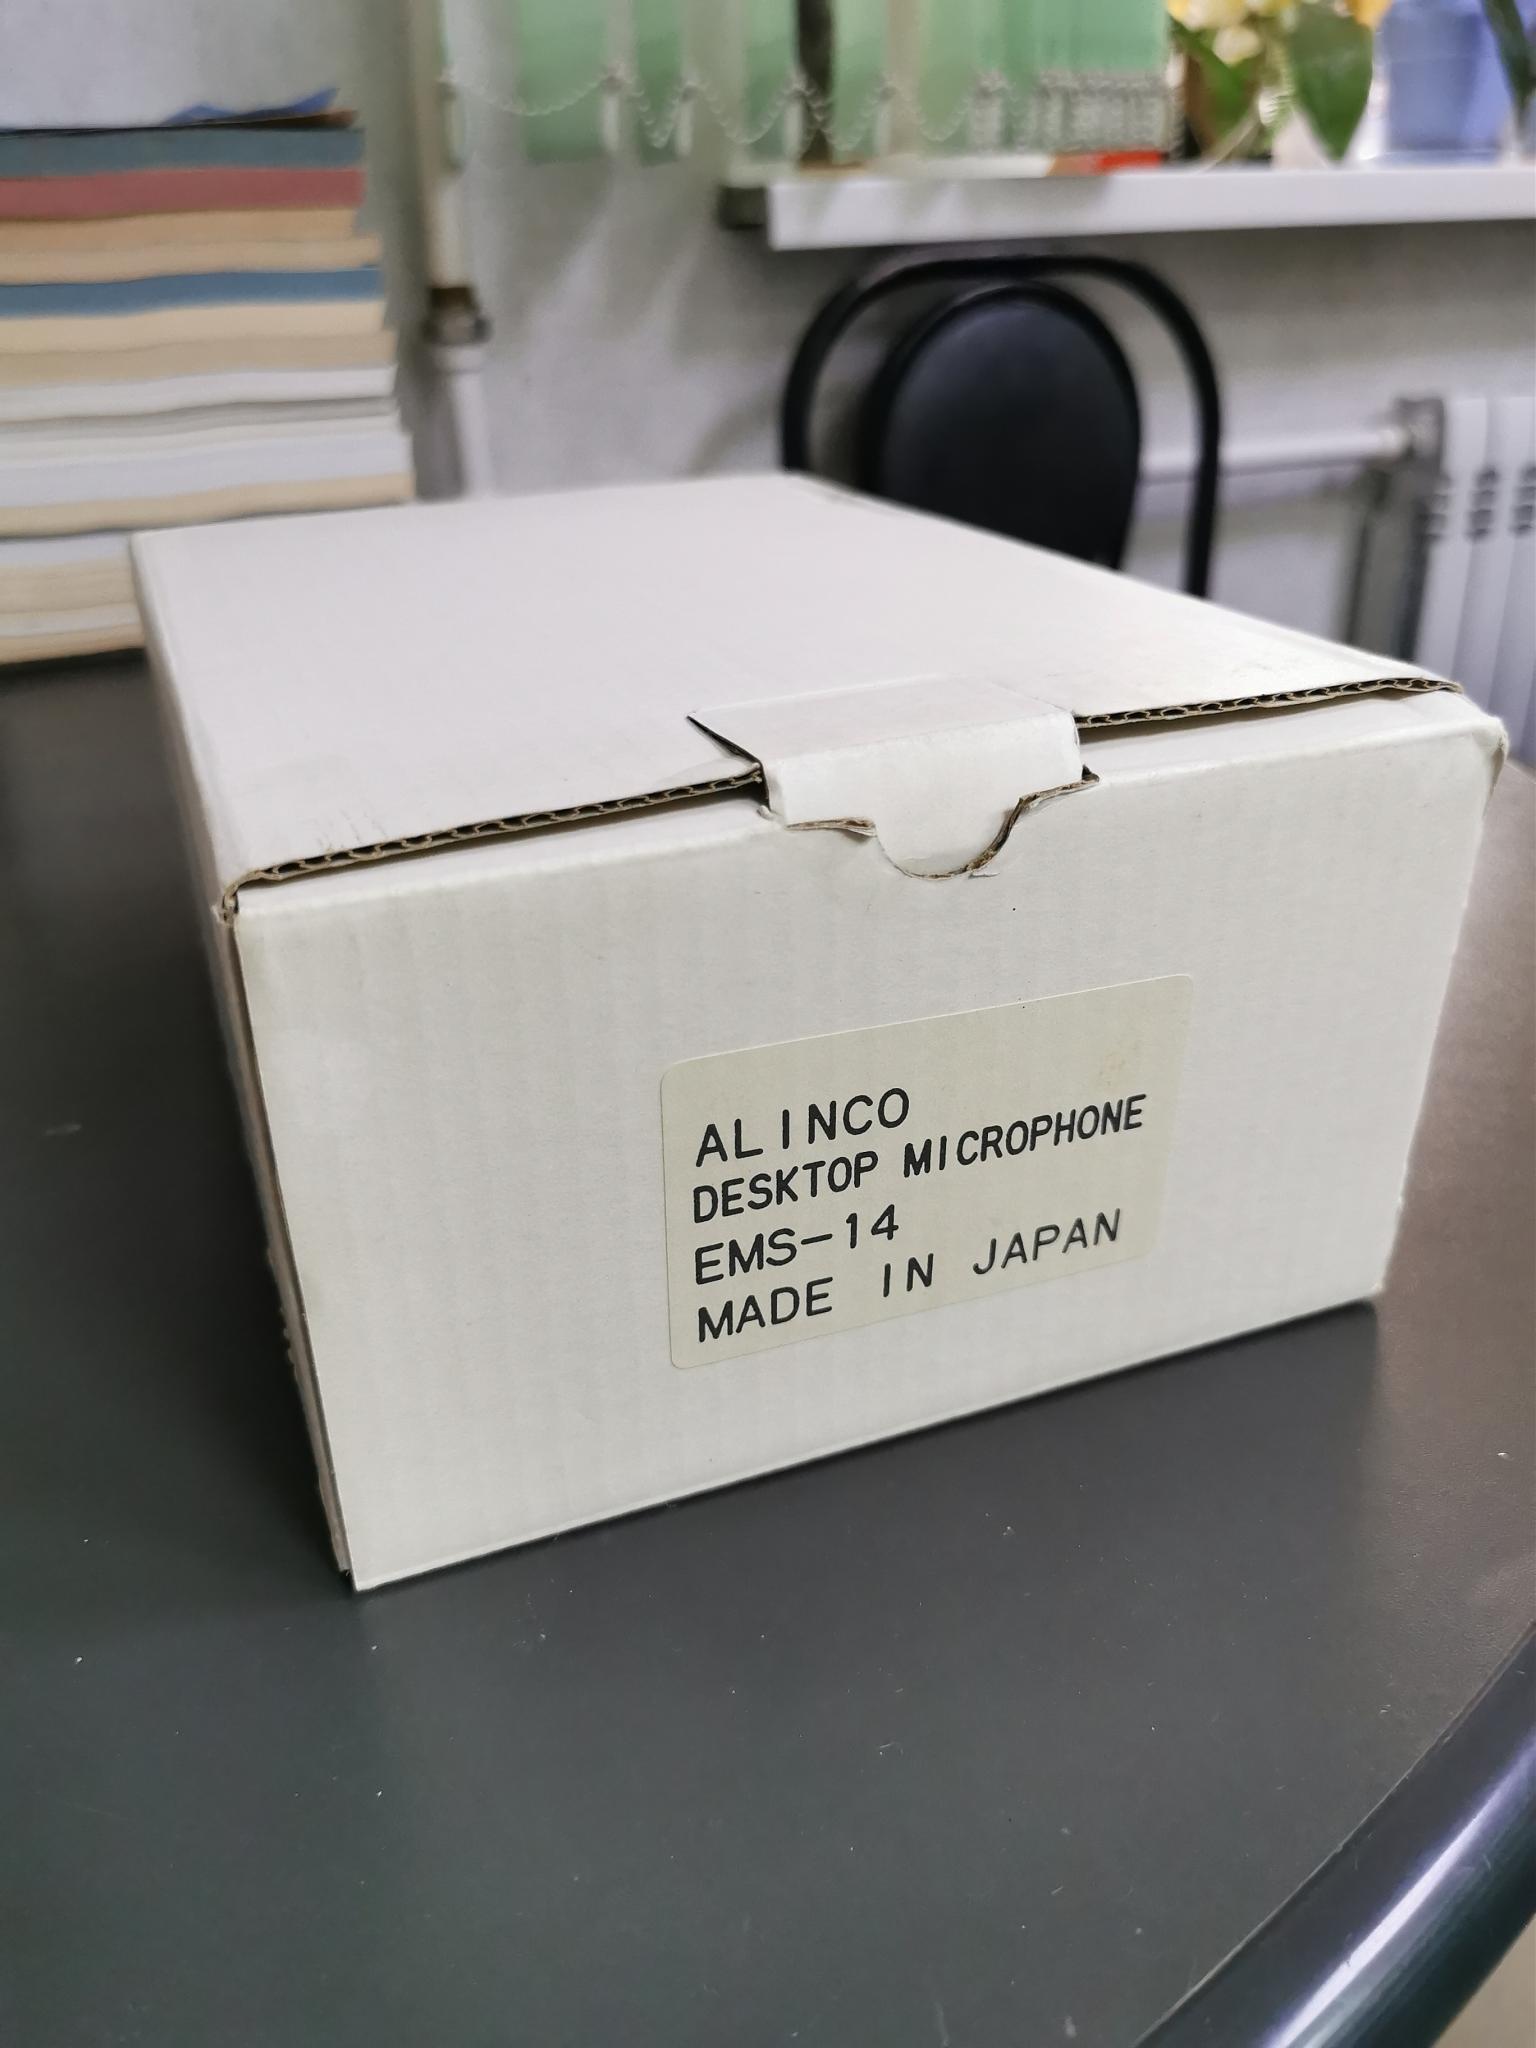 ALINCO
DESKTOP MICROPHONE
EMS-14
MADE IN JAPAN